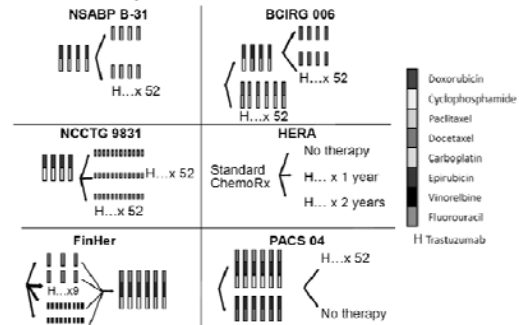 NSABP B-31
H...x 52
BCIRG 006
H...x 52
H...x 52
NCCTG 9831
H...x 52
H...x 52
HERA
Standard
ChemoRx
No therapy
H...x 1 year
H...x 2 years
FinHer
H...x9
PACS 04
H...x 52
No therapy
Doxorubicin
Cyclophosphamide
Paclitaxel
Docetaxel
Carboplatin
Epirubicin
Vinorelbine
Fluorouracil
H Trastuzumab